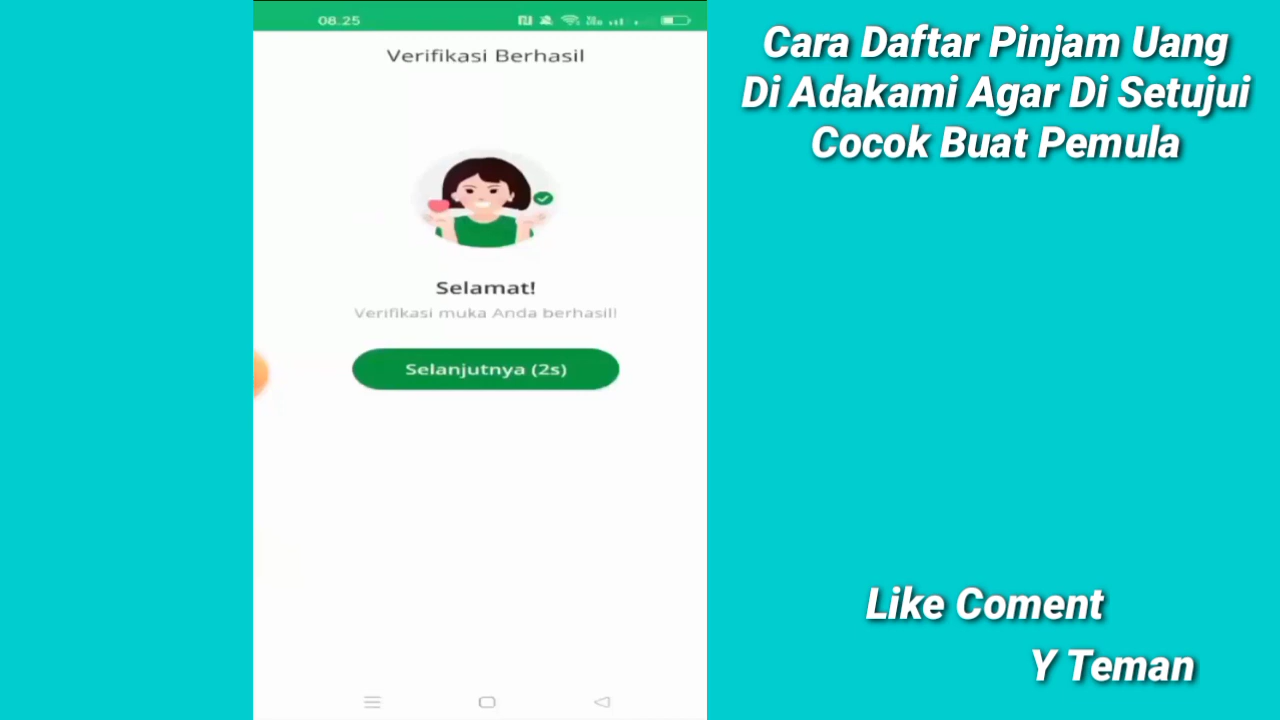 08.25
Verifikasi Berhasil
Selamat!
Verifikasi muka Anda berhasil!
Selanjutnya (2s)
Cara Daftar Pinjam Uang
Di Adakami Agar Di Setujui
Cocok Buat Pemula
Like Coment
Y Teman